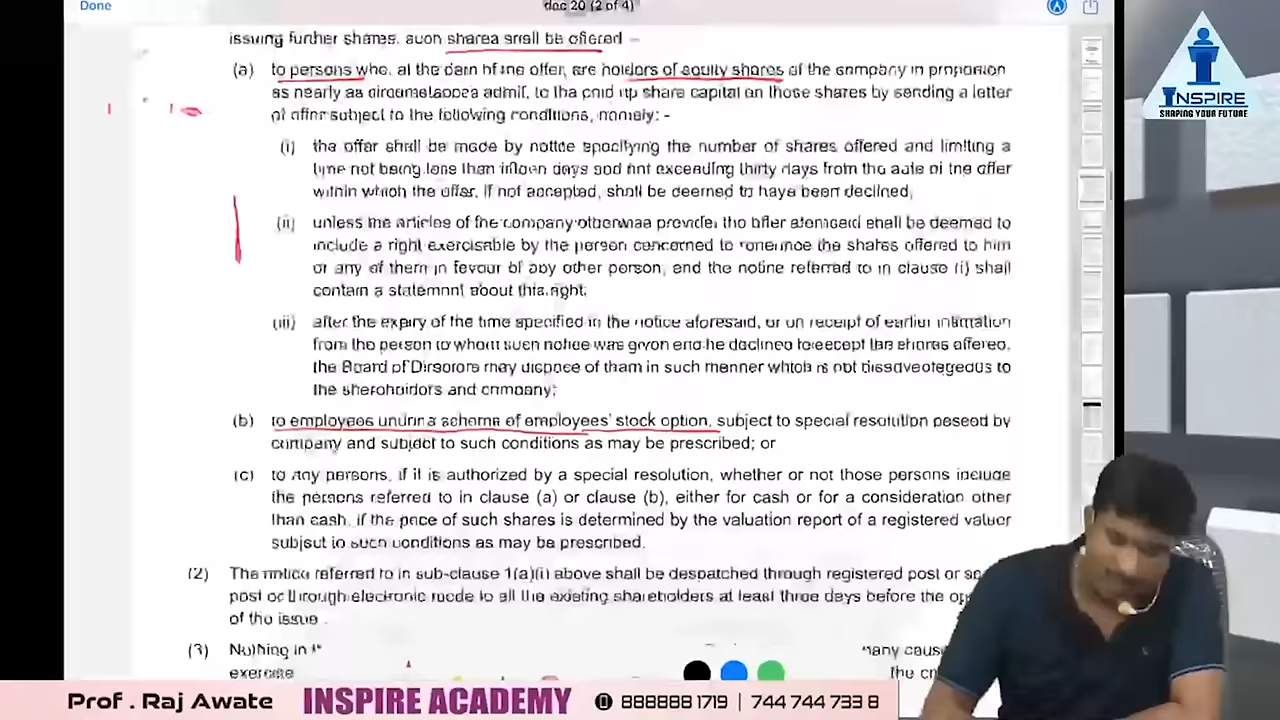 Done
doc 20 (2 of 4)
issuing further shares, such shares shall be offered -
(a) to persons who, at the date of the offer, are holders of equity shares of the company in proportion
as nearly as circumstances admit, to the paid up share capital on those shares by sending a letter
of offer subject to the following conditions, namely: -
(i) the offer shall be made by notice specifying the number of shares offered and limiting a
time not being less than fifteen days and not exceeding thirty days from the date of the offer
within which the offer, if not accepted, shall be deemed to have been declined,
(ii) unless the articles of the company otherwise provide, the offer aforesaid shall be deemed to
include a right exercisable by the person concerned to renounce the shares offered to him
or any of them in favour of any other person, and the notice referred to in clause (i) shall
contain a statement about this right;
(iii) after the expiry of the time specified in the notice aforesaid, or on receipt of earlier intimation
from the person to whom such notice was given and he declined to accept the shares offered,
the Board of Directors may dispose of them in such manner which is not disadvantageous to
the shareholders and company;
(b) to employees under a scheme of employees' stock option, subject to special resolution passed by
company and subject to such conditions as may be prescribed; or
(c) to any persons, if it is authorized by a special resolution, whether or not those persons include
the persons referred to in clause (a) or clause (b), either for cash or for a consideration other
than cash, if the price of such shares is determined by the valuation report of a registered valuer
subject to such conditions as may be prescribed.
(2) The notice referred to in sub-clause 1(a)(i) above shall be despatched through registered post or
post or through electronic mode to all the existing shareholders at least three days before the
of the issue.
(3) Nothing in
exercise
INSPIRE
SHAPING YOUR FUTURE
Prof . Raj Awate INSPIRE ACADEMY 888888 1719 | 744 744 733 8